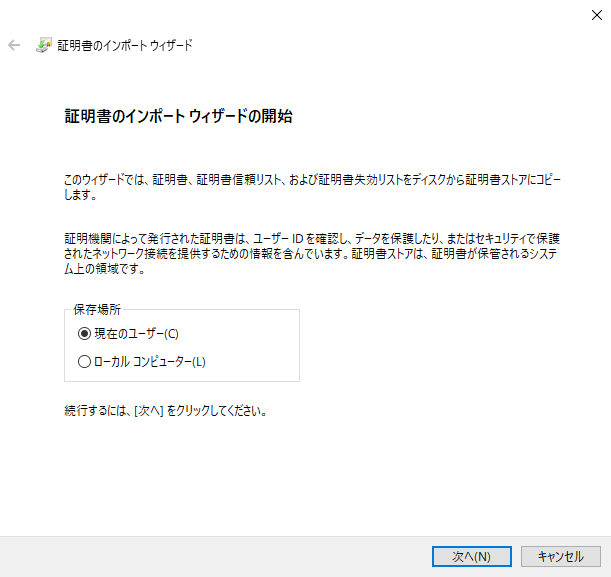 証明書のインポート ウィザード
証明書のインポート ウィザードの開始
このウィザードでは、証明書、証明書信頼リスト、および証明書失効リストをディスクから証明書ストアにコピー
します。
証明機関によって発行された証明書は、ユーザー ID を確認し、データを保護したり、またはセキュリティで保護
されたネットワーク接続を提供するための情報を含んでいます。証明書ストアは、証明書が保管されるシステ
ム上の領域です。
保存場所
現在のユーザー(C)
ローカル コンピューター(L)
続行するには、[次へ] をクリックしてください。
次へ(N)
キャンセル